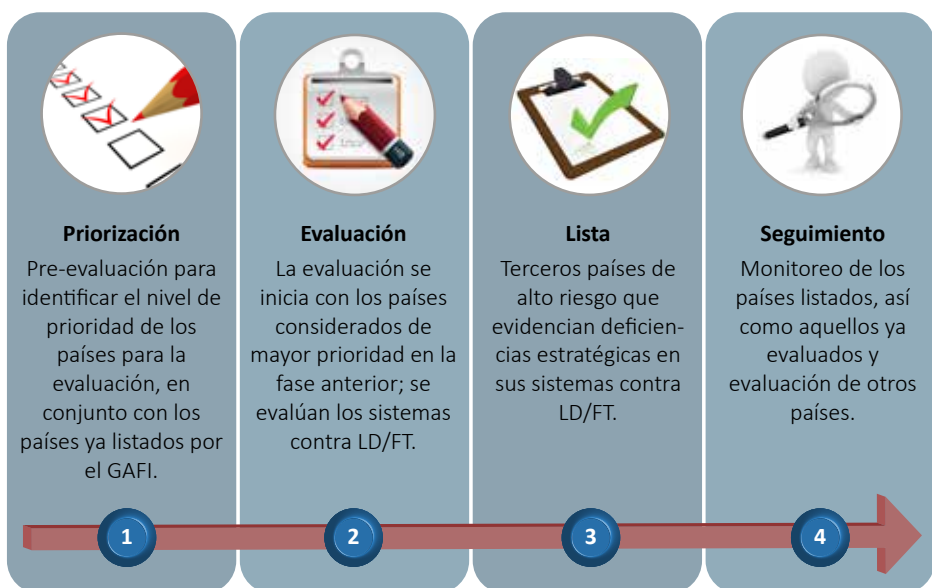 Priorización
Pre-evaluación para
identificar el nivel de
prioridad de los
países para la
evaluación, en
conjunto con los
países ya listados por
el GAFI.
1
Evaluación
La evaluación se
inicia con los países
considerados de
mayor prioridad en la
fase anterior; se
evalúan los sistemas
contra LD/FT.
2
Lista
Terceros países de
alto riesgo que
evidencian deficien-
cias estratégicas en
sus sistemas contra
LD/FT.
3
Seguimiento
Monitoreo de los
países listados, así
como aquellos ya
evaluados y
evaluación de otros
países.
4